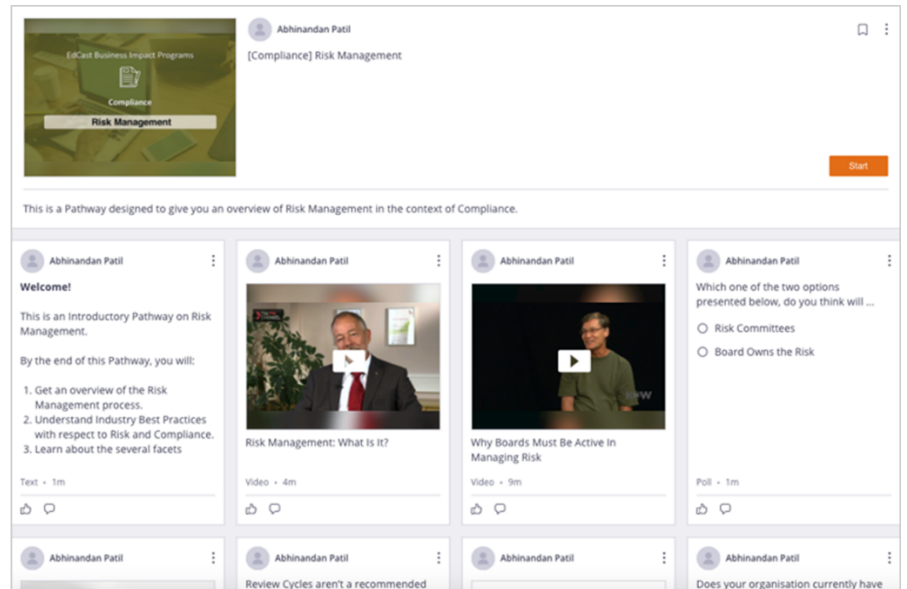 EdCast Business Impact Programs
Compliance
Risk Management
Abhinandan Patil
[Compliance] Risk Management
Start
This is a Pathway designed to give you an overview of Risk Management in the context of Compliance.
Abhinandan Patil
Welcome!
This is an Introductory Pathway on Risk
Management.
By the end of this Pathway, you will:
1. Get an overview of the Risk
Management process.
2. Understand Industry Best Practices
with respect to Risk and Compliance.
3. Learn about the several facets
Text • 1m
Abhinandan Patil
Risk Management: What Is It?
Video • 4m
Abhinandan Patil
Why Boards Must Be Active In
Managing Risk
Video • 9m
Abhinandan Patil
Which one of the two options
presented below, do you think will ...
Risk Committees
Board Owns the Risk
Poll • 1m
Abhinandan Patil
Abhinandan Patil
Review Cycles aren't a recommended
Abhinandan Patil
Abhinandan Patil
Does your organisation currently have